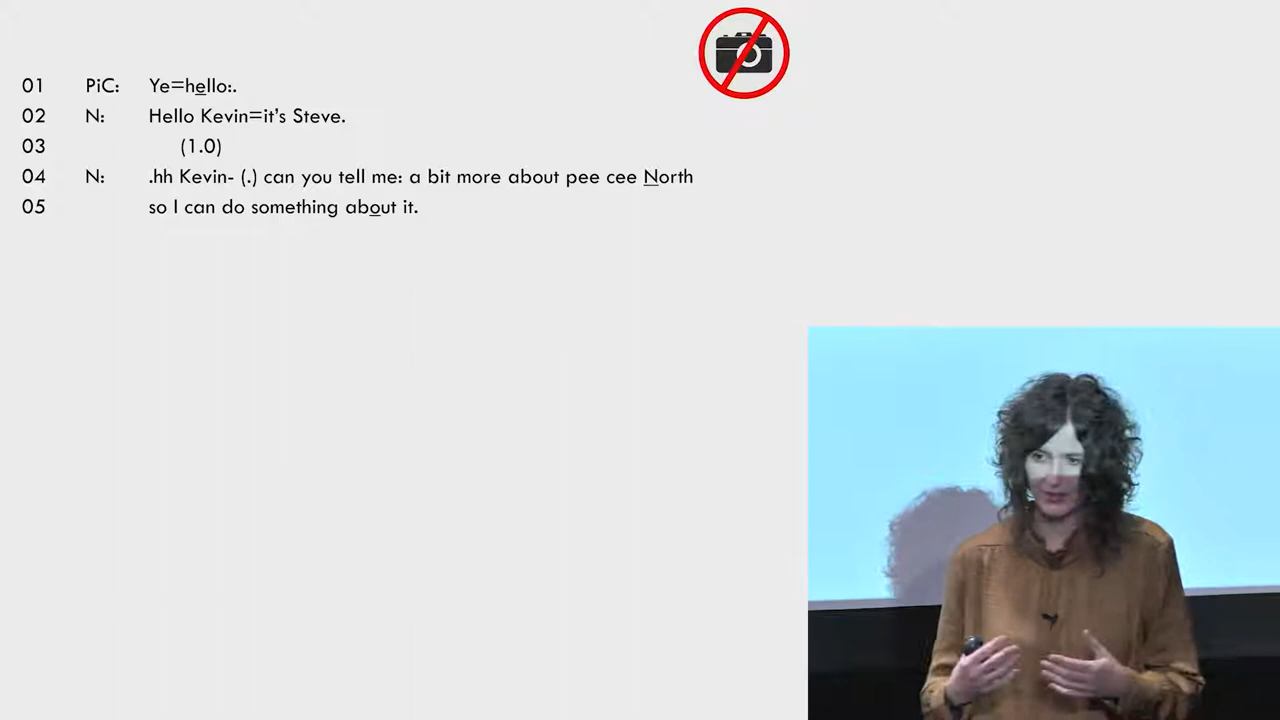 01 PiC: Ye=hello:.
02 N: Hello Kevin=it's Steve.
03 (1.0)
04 N: .hh Kevin- (.) can you tell me: a bit more about pee cee North
05 so I can do something about it.